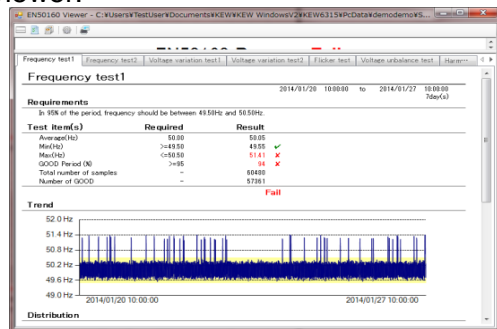 EN50160 Viewer - C:¥Users¥TestUser¥Documents¥KEW¥KEW WindowsV2¥KEW6315¥PcData¥demodemo¥S...
Frequency test1 Frequency test2 Voltage variation test1 Voltage variation test2 Flicker test Voltage unbalance test Harm...
Frequency test1
2014/01/20 10:00:00 to 2014/01/27 10:00:00
7day(s)
Requirements
In 95% of the period, frequency should be between 49.50Hz and 50.50Hz.
Test item(s) Required Result
Average(Hz) 50.00 50.05
Min(Hz) >=49.50 49.55 ✔
Max(Hz) <=50.50 51.41 ✘
GOOD Period (%) >=95 94 ✘
Total number of samples - 60480
Number of GOOD - 57361
Fail
Trend
52.0 Hz
51.4 Hz
50.8 Hz
50.2 Hz
49.6 Hz
49.0 Hz
2014/01/20 10:00:00 2014/01/27 10:00:00
Distribution